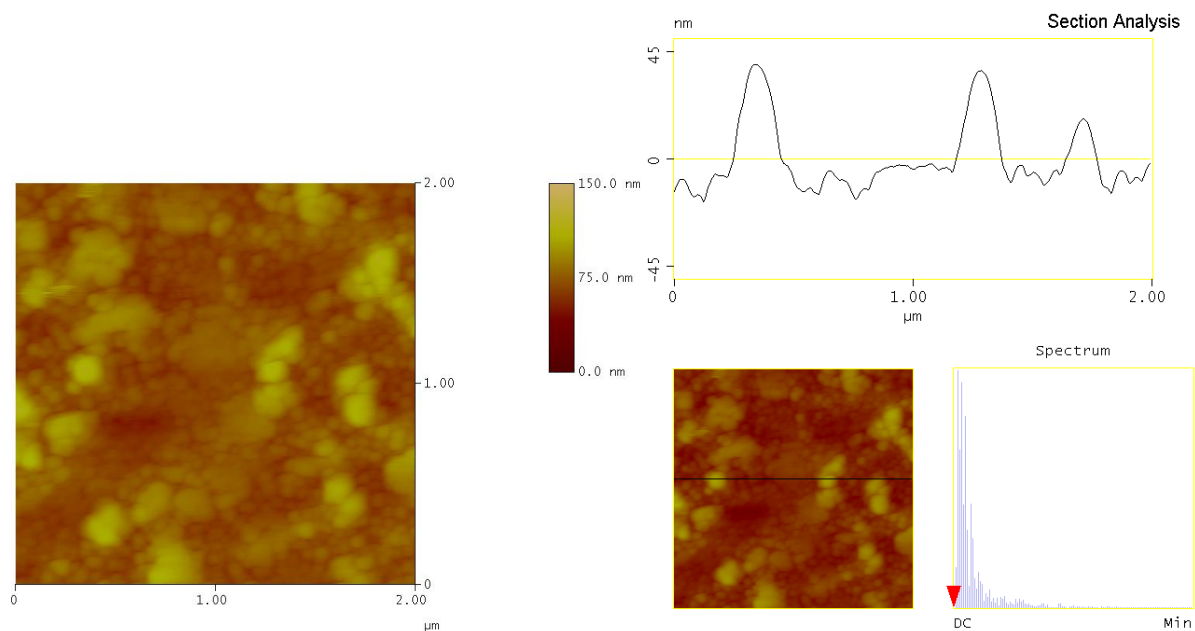 nm
Section Analysis
45
0
-45
0
1.00
2.00
µm
2.00
1.00
0
0
1.00
2.00
µm
150.0 nm
75.0 nm
0.0 nm
Spectrum
DC
Min